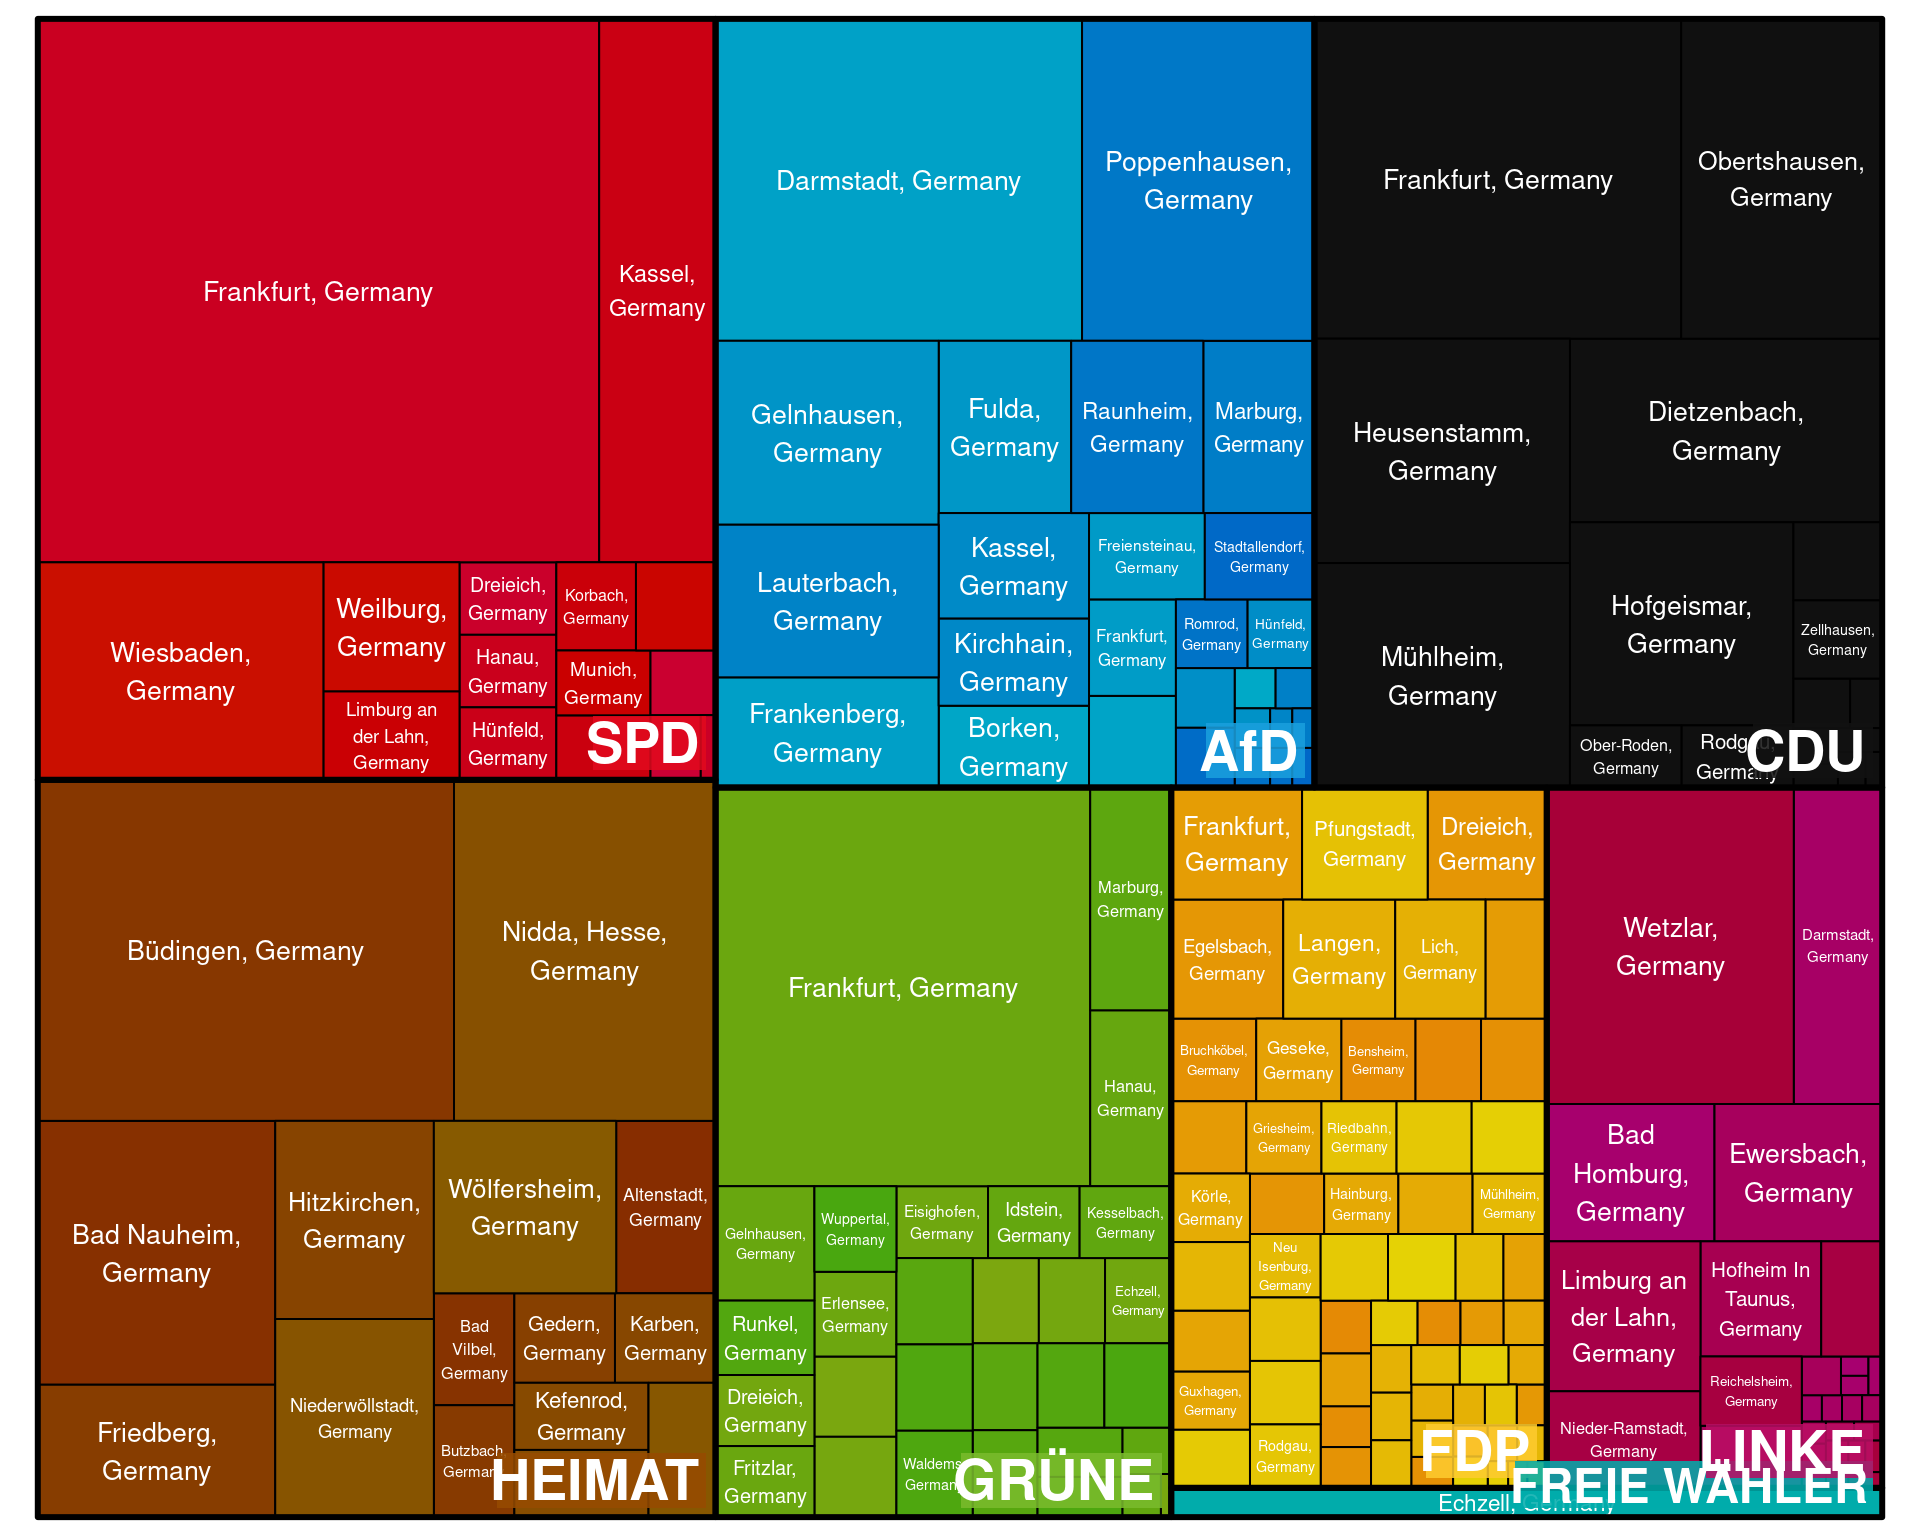 Frankfurt, Germany
Kassel,
Germany
Wiesbaden,
Germany
Weilburg,
Germany
Limburg an
der Lahn,
Germany
Dreieich,
Germany
Hanau,
Germany
Hünfeld,
Germany
Korbach,
Germany
Munich,
Germany
SPD
Darmstadt, Germany
Poppenhausen,
Germany
Gelnhausen,
Germany
Fulda,
Germany
Raunheim,
Germany
Marburg,
Germany
Lauterbach,
Germany
Frankenberg,
Germany
Kassel,
Germany
Kirchhain,
Germany
Borken,
Germany
Freiensteinau,
Germany
Stadtallendorf,
Germany
Frankfurt,
Germany
Romrod,
Germany
Hünfeld,
Germany
AfD
Frankfurt, Germany
Obertshausen,
Germany
Heusenstamm,
Germany
Dietzenbach,
Germany
Mühlheim,
Germany
Hofgeismar,
Germany
Zellhausen,
Germany
Ober-Roden,
Germany
Rodgau,
Germany
CDU
Büdingen, Germany
Nidda, Hesse,
Germany
Bad Nauheim,
Germany
Friedberg,
Germany
Hitzkirchen,
Germany
Niederwöllstadt,
Germany
Wölfersheim,
Germany
Altenstadt,
Germany
Bad
Vilbel,
Germany
Butzbach,
Germany
Gedern,
Germany
Karben,
Germany
Kefenrod,
Germany
HEIMAT
Frankfurt, Germany
Marburg,
Germany
Hanau,
Germany
Gelnhausen,
Germany
Runkel,
Germany
Dreieich,
Germany
Fritzlar,
Germany
Wuppertal,
Germany
Erlensee,
Germany
Eisighofen,
Germany
Idstein,
Germany
Kesselbach,
Germany
Echzell,
Germany
Waldems,
Germany
GRÜNE
Frankfurt,
Germany
Pfungstadt,
Germany
Dreieich,
Germany
Egelsbach,
Germany
Langen,
Germany
Lich,
Germany
Bruchköbel,
Germany
Geseke,
Germany
Bensheim,
Germany
Griesheim,
Germany
Riedbahn,
Germany
Körle,
Germany
Hainburg,
Germany
Mühlheim,
Germany
Neu
Isenburg,
Germany
Guxhagen,
Germany
Rodgau,
Germany
FDP
Wetzlar,
Germany
Darmstadt,
Germany
Bad
Homburg,
Germany
Ewersbach,
Germany
Limburg an
der Lahn,
Germany
Hofheim In
Taunus,
Germany
Reichelsheim,
Germany
Nieder-Ramstadt,
Germany
LINKE
Echzell, Germany
FREIE WÄHLER